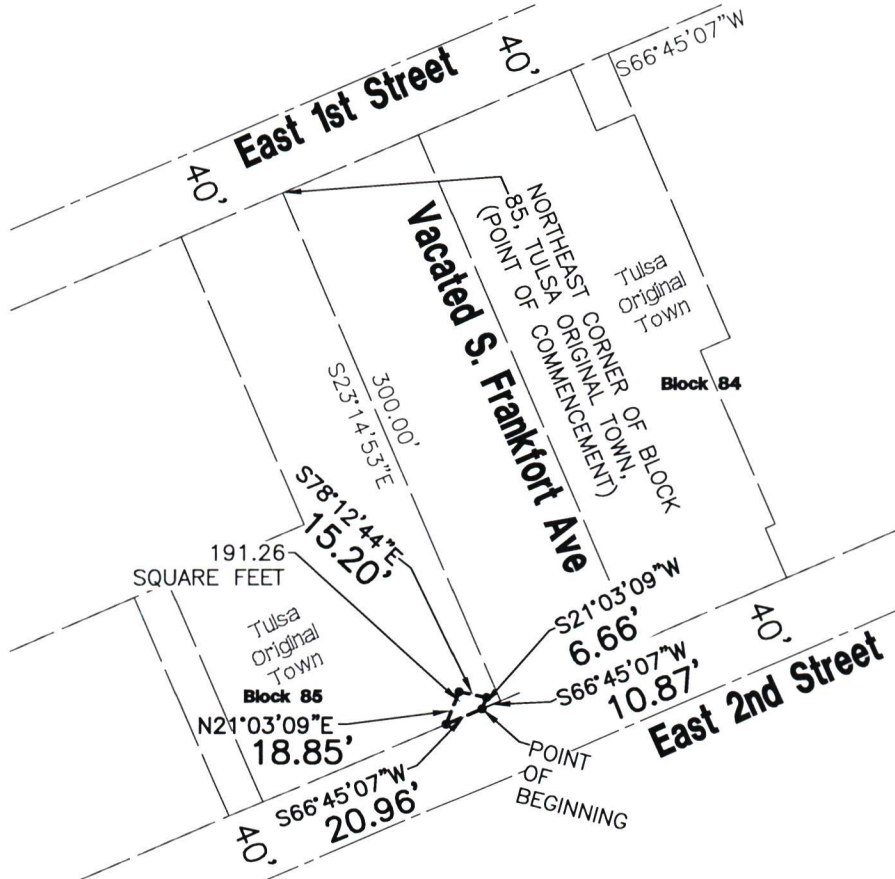 S66°45'07"W
40'
East 1st Street
40'
NORTHEAST CORNER OF BLOCK
85, TULSA ORIGINAL TOWN,
(POINT OF COMMENCEMENT)
Tulsa
Original
Town
Block 84
Vacated S. Frankfort Ave
300.00'
S23°14'53"E
S78°12'44"E
15.20'
191.26
SQUARE FEET
Tulsa
Original
Town
Block 85
N21°03'09"E
18.85'
S66°45'07"W
20.96'
40'
S21°03'09"W
6.66'
S66°45'07"W
10.87'
40'
East 2nd Street
POINT
OF
BEGINNING